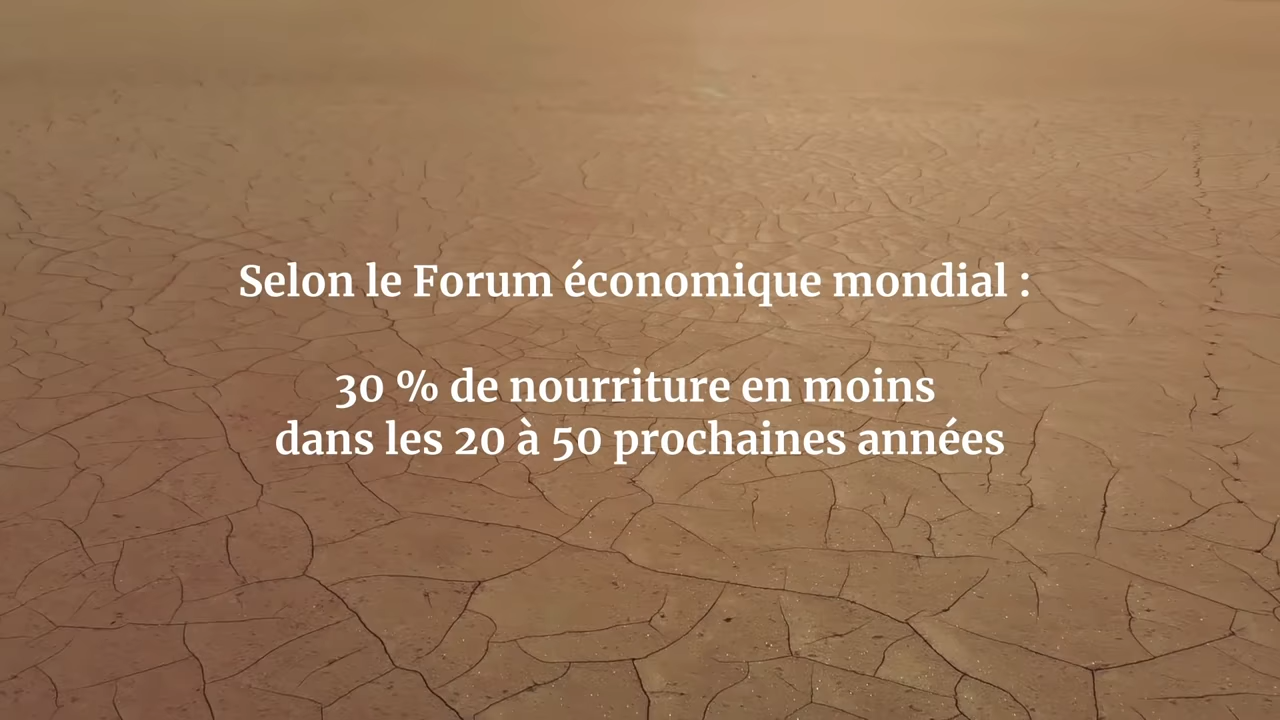 Selon le Forum économique mondial :
30 % de nourriture en moins
dans les 20 à 50 prochaines années